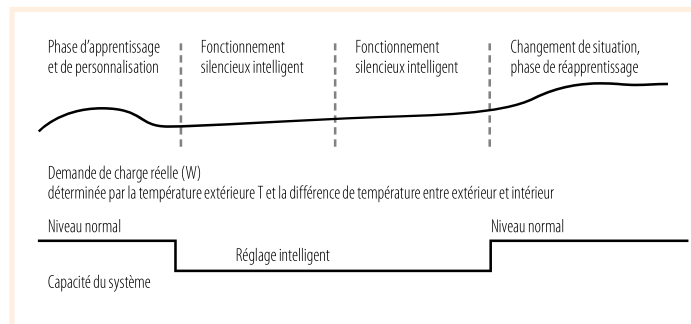 Phase d'apprentissage
et de personnalisation
Fonctionnement
silencieux intelligent
Fonctionnement
silencieux intelligent
Changement de situation,
phase de réapprentissage
Demande de charge réelle (W)
déterminée par la température extérieure T et la différence de température entre extérieur et intérieur
Niveau normal
Niveau normal
Réglage intelligent
Capacité du système